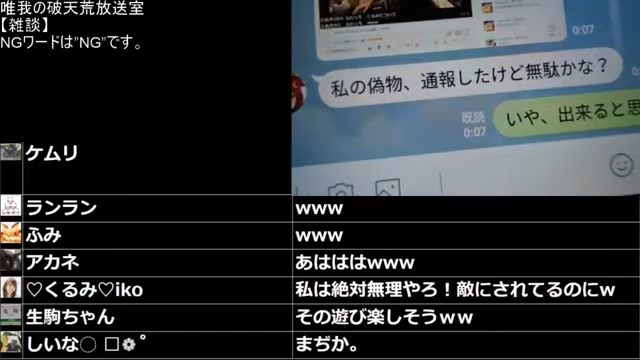 唯我の破天荒放送室
【雑談】
NGワードは”NG”です。
0:07
私の偽物、通報したけど無駄かな？
既読
0:07
いや、出来ると思
ケムリ
ランラン
www
ふみ
www
アカネ
あはははwww
♡くるみ♡iko
私は絶対無理やろ！敵にされてるのにw
生駒ちゃん
その遊び楽しそうｗｗ
しいな◌ □❁゜
まぢか。